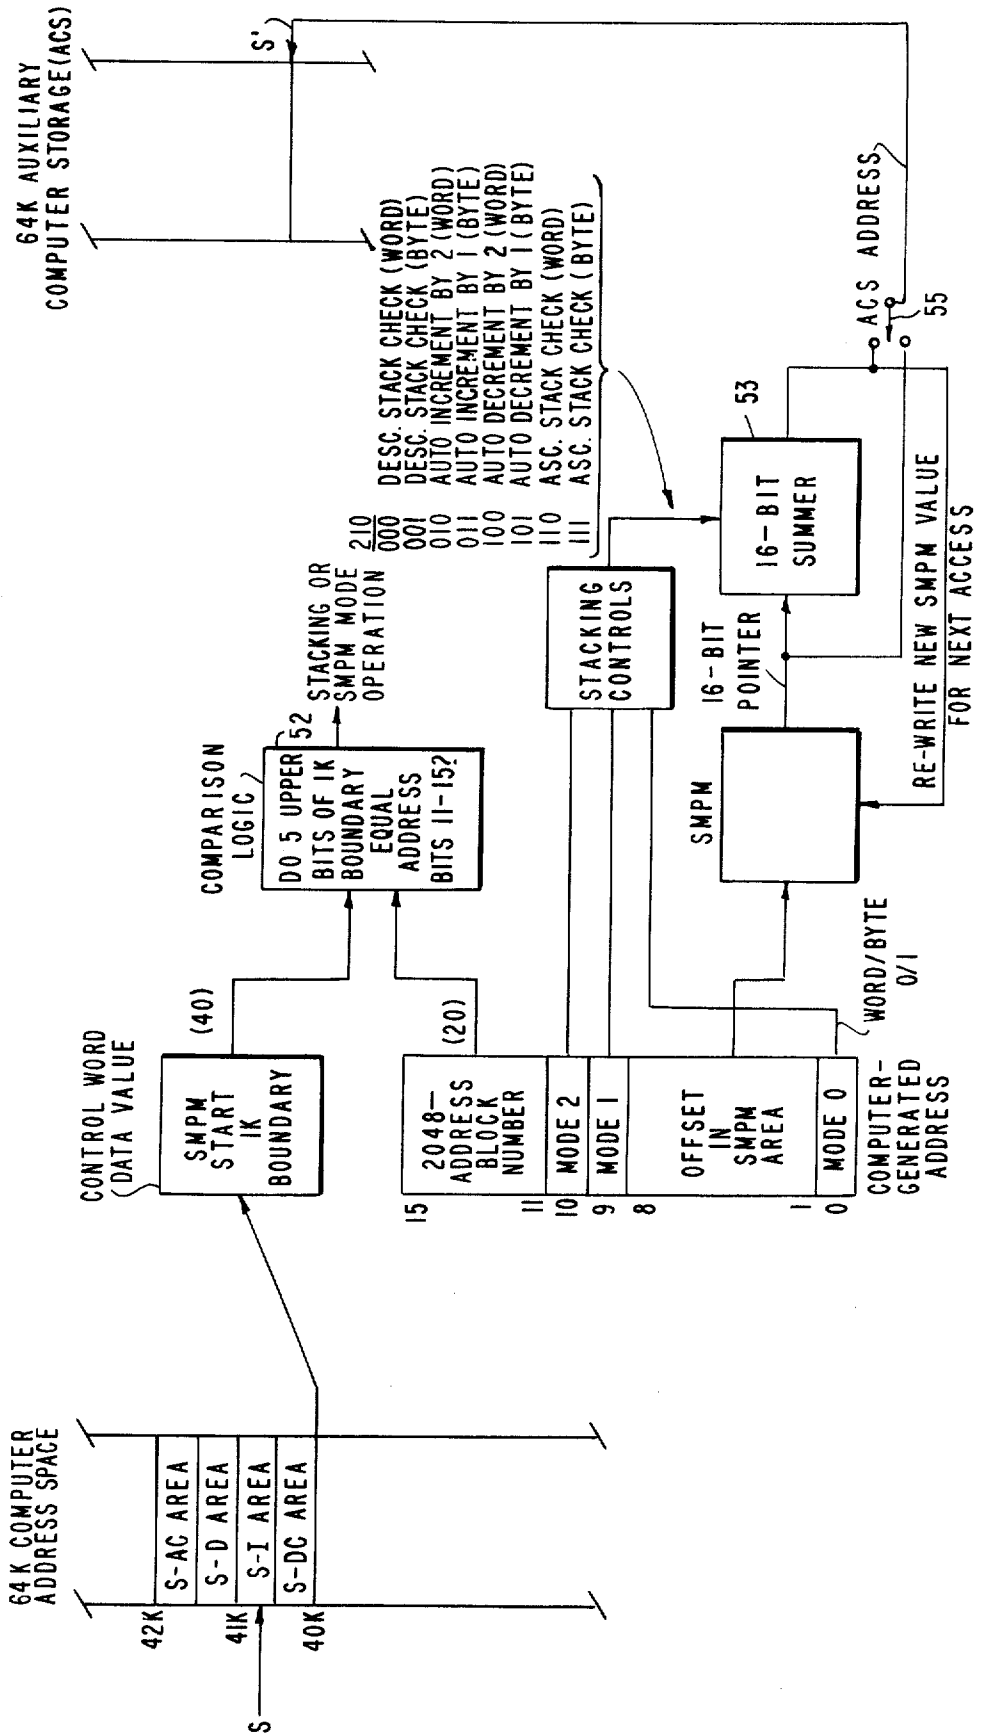 64K COMPUTER
ADDRESS SPACE
42K
41K
40K
S-AC AREA
S-D AREA
S-I AREA
S-DC AREA
S
CONTROL WORD
DATA VALUE
SMPM
START
1K
BOUNDARY
(40)
(20)
COMPARISON
LOGIC
DO 5 UPPER
BITS OF 1K
BOUNDARY
EQUAL
ADDRESS
BITS 11-15?
52
STACKING OR
SMPM MODE
OPERATION
15
11
10
9
8
1
0
2048-
ADDRESS
BLOCK
NUMBER
MODE 2
MODE 1
OFFSET
IN
SMPM
AREA
MODE 0
COMPUTER-
GENERATED
ADDRESS
WORD/BYTE
0/1
STACKING
CONTROLS
210
000 DESC. STACK CHECK (WORD)
001 DESC. STACK CHECK (BYTE)
010 AUTO INCREMENT BY 2 (WORD)
011 AUTO INCREMENT BY 1 (BYTE)
100 AUTO DECREMENT BY 2 (WORD)
101 AUTO DECREMENT BY 1 (BYTE)
110 ASC. STACK CHECK (WORD)
111 ASC. STACK CHECK (BYTE)
SMPM
16-BIT
POINTER
16-BIT
SUMMER
53
RE-WRITE NEW SMPM VALUE
FOR NEXT ACCESS
ACS ADDRESS
55
64K AUXILIARY
COMPUTER STORAGE(ACS)
S'